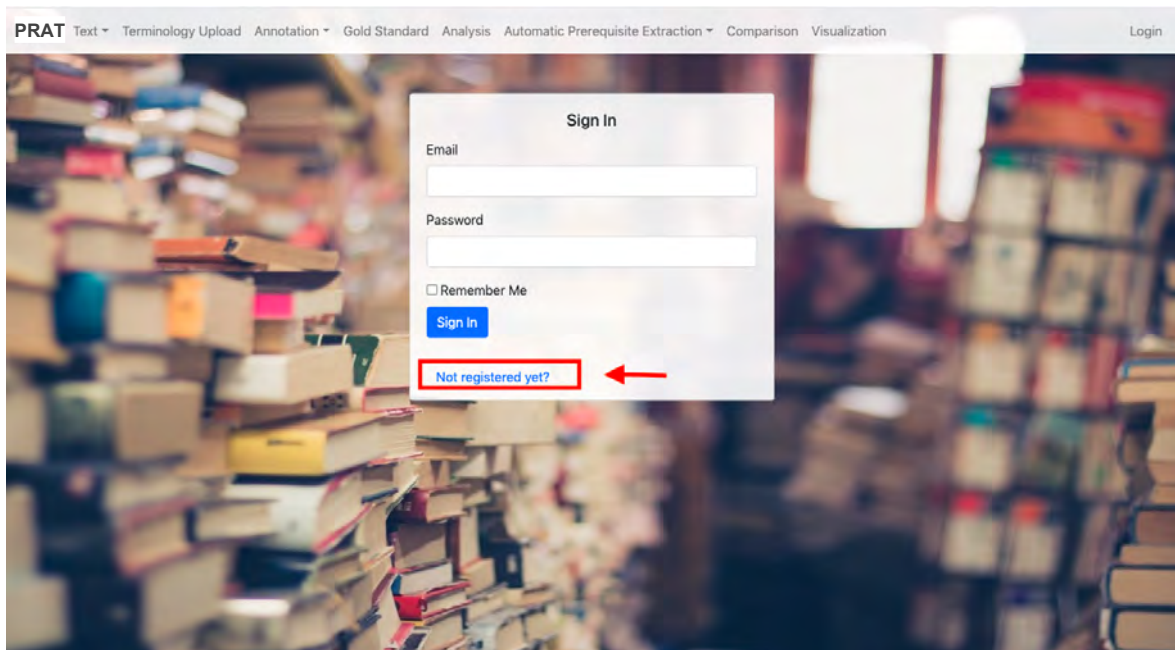 PRAT Text Terminology Upload Annotation Gold Standard Analysis Automatic Prerequisite Extraction Comparison Visualization Login
Sign In
Email
Password
Remember Me
Sign In
Not registered yet?